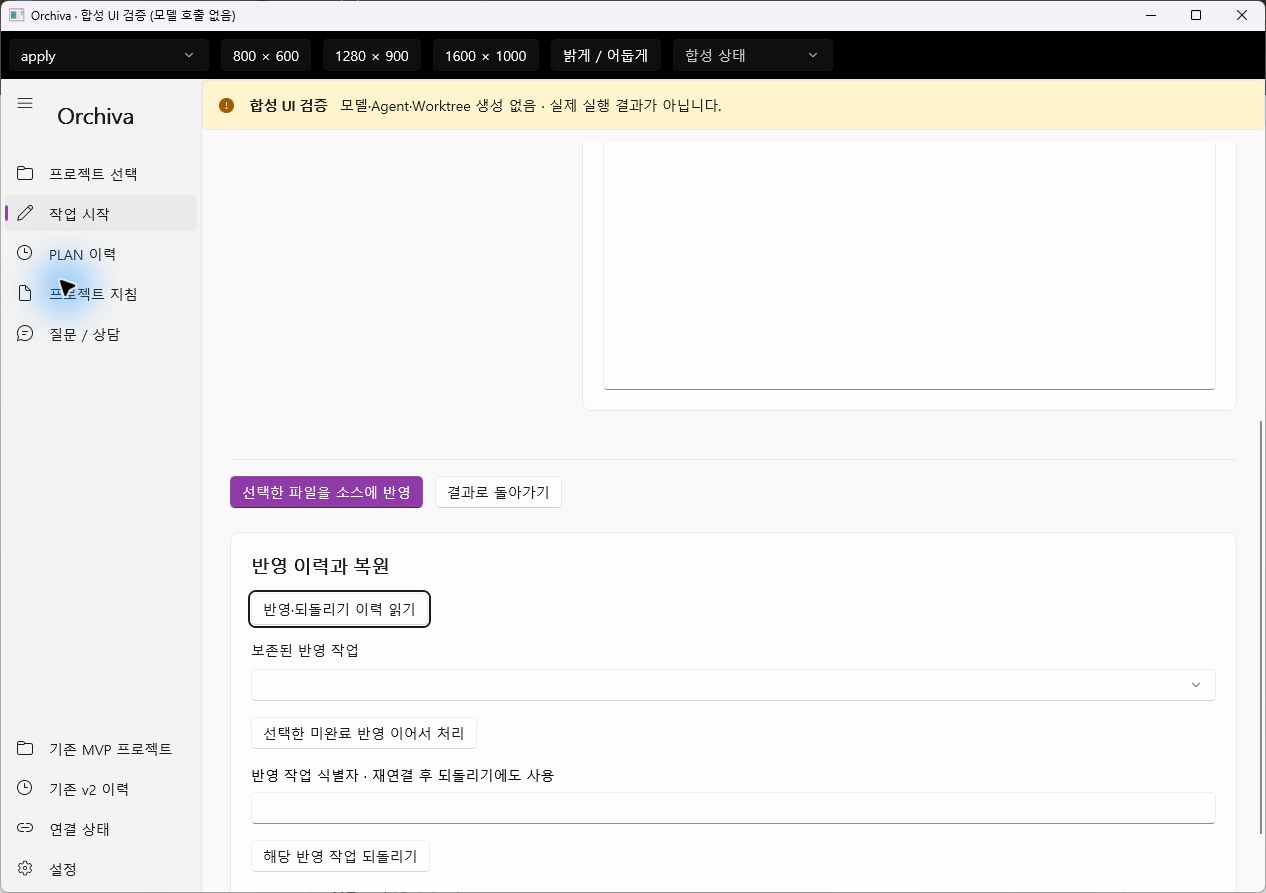 Orchiva · 합성 UI 검증 (모델 호출 없음)
apply
800 × 600
1280 × 900
1600 × 1000
밝게 / 어둡게
합성 상태
Orchiva
합성 UI 검증 모델·Agent·Worktree 생성 없음 · 실제 실행 결과가 아닙니다.
프로젝트 선택
작업 시작
PLAN 이력
프로젝트 지침
질문 / 상담
기존 MVP 프로젝트
기존 v2 이력
연결 상태
설정
선택한 파일을 소스에 반영
결과로 돌아가기
반영 이력과 복원
반영·되돌리기 이력 읽기
보존된 반영 작업
선택한 미완료 반영 이어서 처리
반영 작업 식별자 · 재연결 후 되돌리기에도 사용
해당 반영 작업 되돌리기